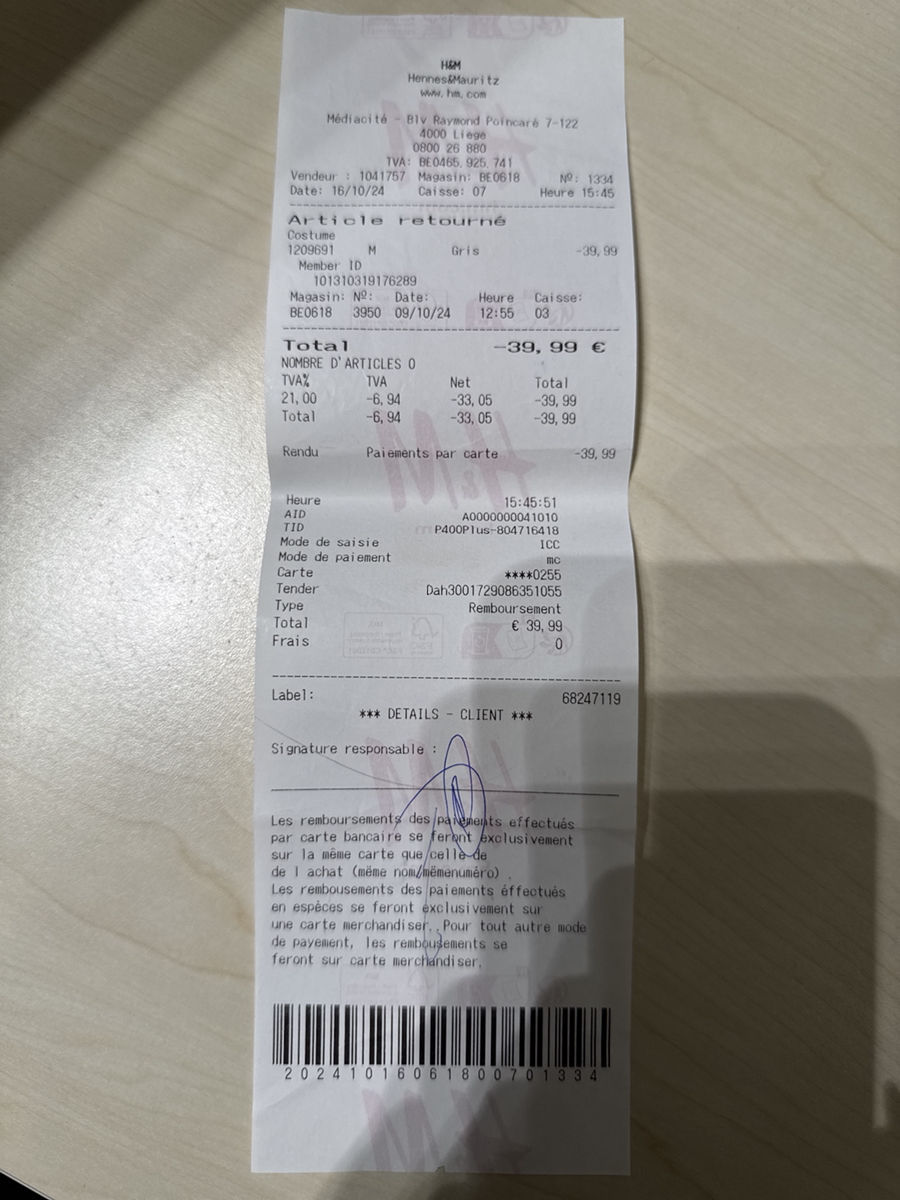 H&M
Hennes&Mauritz
www.hm.com
Médiacité - Blv Raymond Poincaré 7-122
4000 Liege
0800 26 880
TVA: BE0465.925.741
Vendeur : 1041757 Magasin: BE0618 Nº: 1334
Date: 16/10/24 Caisse: 07 Heure 15:45
Article retourné
Costume
1209691 M Gris -39,99
Member ID
101310319176289
Magasin: Nº: Date: Heure Caisse:
BE0618 3950 09/10/24 12:55 03
Total -39,99 €
NOMBRE D'ARTICLES 0
TVA% TVA Net Total
21,00 -6,94 -33,05 -39,99
Total -6,94 -33,05 -39,99
Rendu Paiements par carte -39,99
Heure 15:45:51
AID A0000000041010
TID P400Plus-804716418
Mode de saisie ICC
Mode de paiement mc
Carte ****0255
Tender Dah3001729086351055
Type Remboursement
Total € 39,99
Frais 0
Label: 68247119
*** DETAILS - CLIENT ***
Signature responsable :
Les remboursements des paiements effectués
par carte bancaire se feront exclusivement
sur la même carte que celle de
de l achat (même nom/mêmenuméro) .
Les rembousements des paiements éffectués
en espèces se feront exclusivement sur
une carte merchandiser. Pour tout autre mode
de payement, les rembousements se
feront sur carte merchandiser.
20241016061800701334